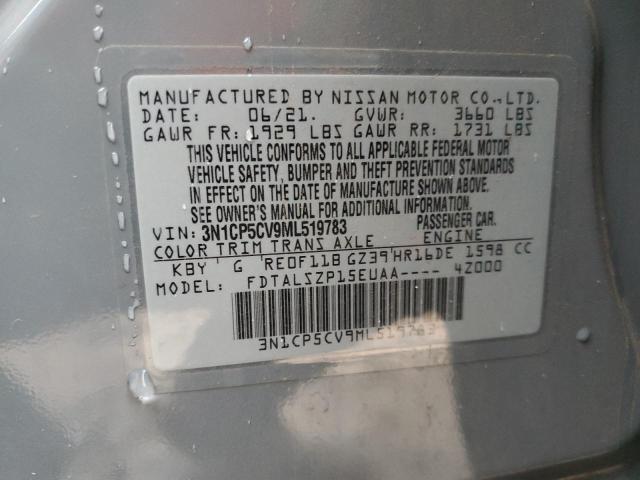 MANUFACTURED BY NISSAN MOTOR CO.,LTD.
DATE: 06/21. GVWR: 3660 LBS
GAWR FR: 1929 LBS GAWR RR: 1731 LBS
THIS VEHICLE CONFORMS TO ALL APPLICABLE FEDERAL MOTOR
VEHICLE SAFETY, BUMPER AND THEFT PREVENTION STANDARDS
IN EFFECT ON THE DATE OF MANUFACTURE SHOWN ABOVE.
SEE OWNER'S MANUAL FOR ADDITIONAL INFORMATION.
VIN: 3N1CP5CV9ML519783 PASSENGER CAR.
COLOR TRIM TRANS AXLE ENGINE
KBY ' G 'RE0F11B GZ39'HR16DE 1598 CC
MODEL: FDTALSZP15EUAA---- 4Z000
3N1CP5CV9ML519783